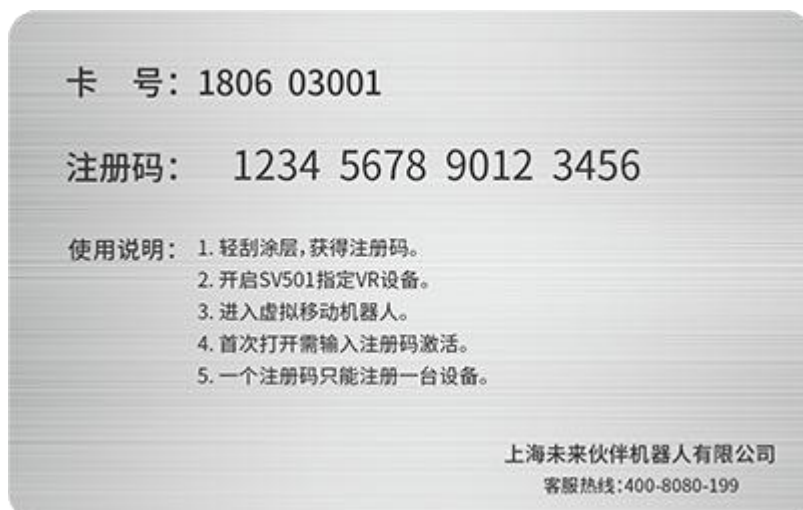 卡　号：1806 03001
注册码： 1234 5678 9012 3456
使用说明：1. 轻刮涂层，获得注册码。
2. 开启SV501指定VR设备。
3. 进入虚拟移动机器人。
4. 首次打开需输入注册码激活。
5. 一个注册码只能注册一台设备。
上海未来伙伴机器人有限公司
客服热线：400-8080-199